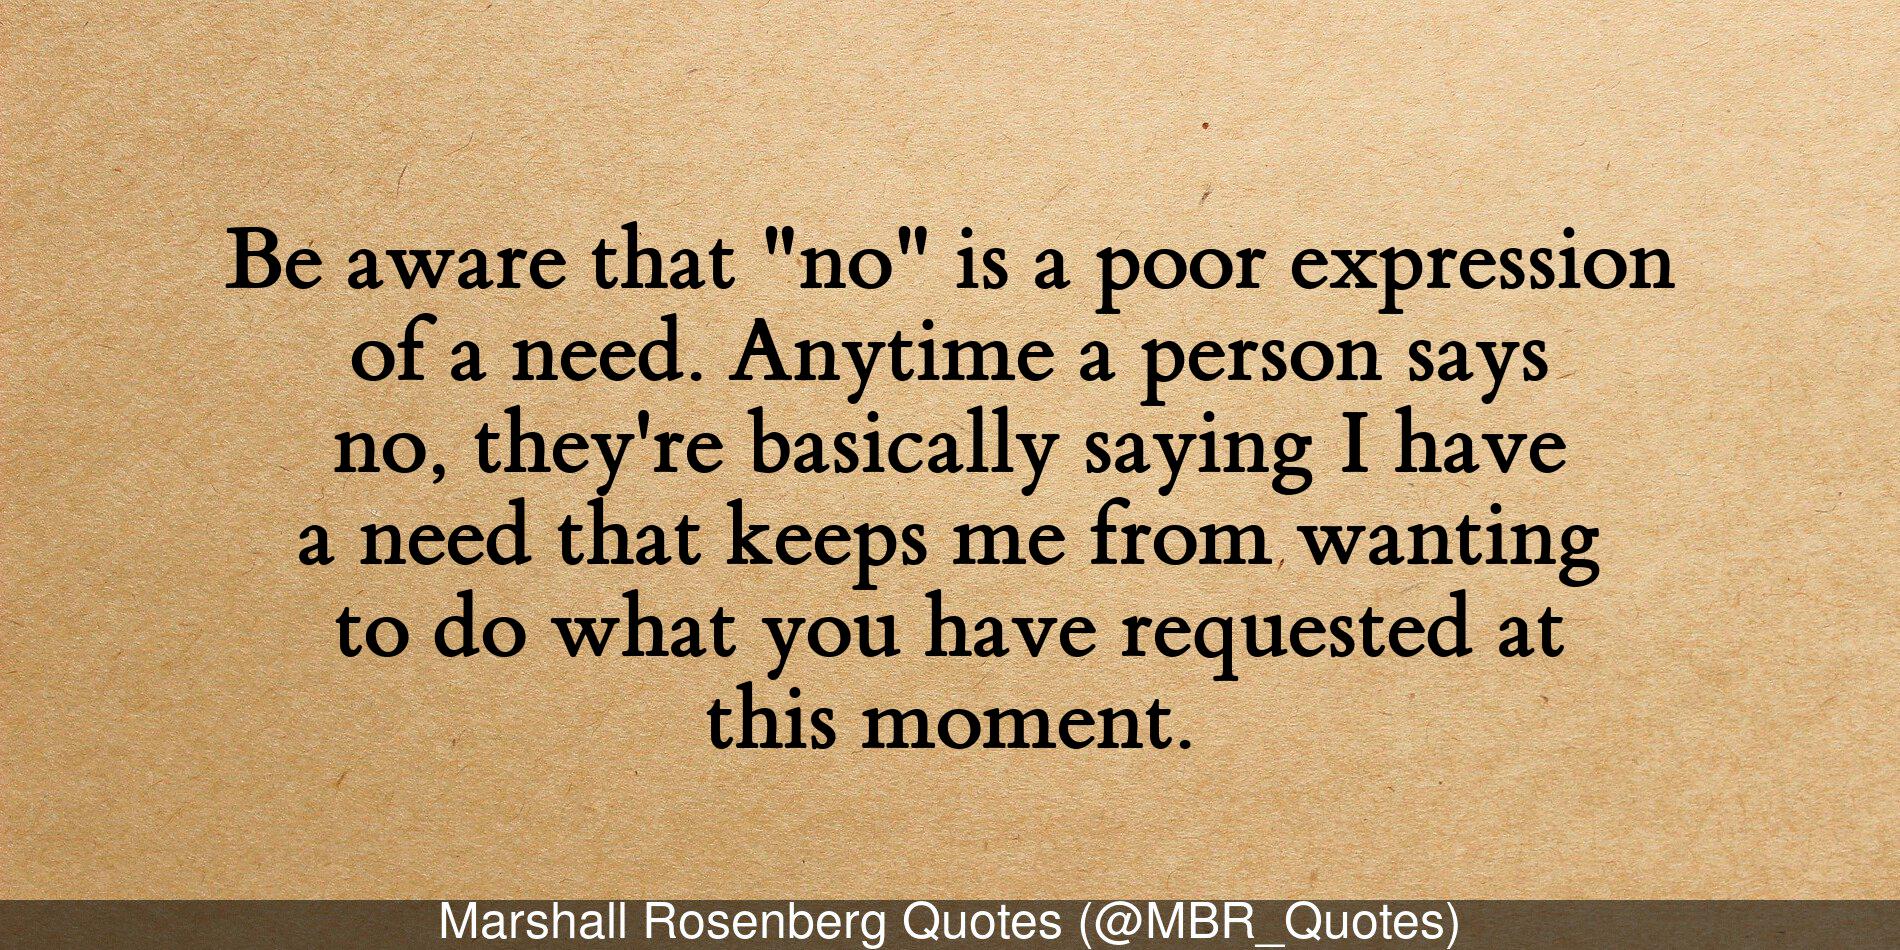 Be aware that "no" is a poor expression
of a need. Anytime a person says
no, they're basically saying I have
a need that keeps me from wanting
to do what you have requested at
this moment.
Marshall Rosenberg Quotes (@MBR_Quotes)